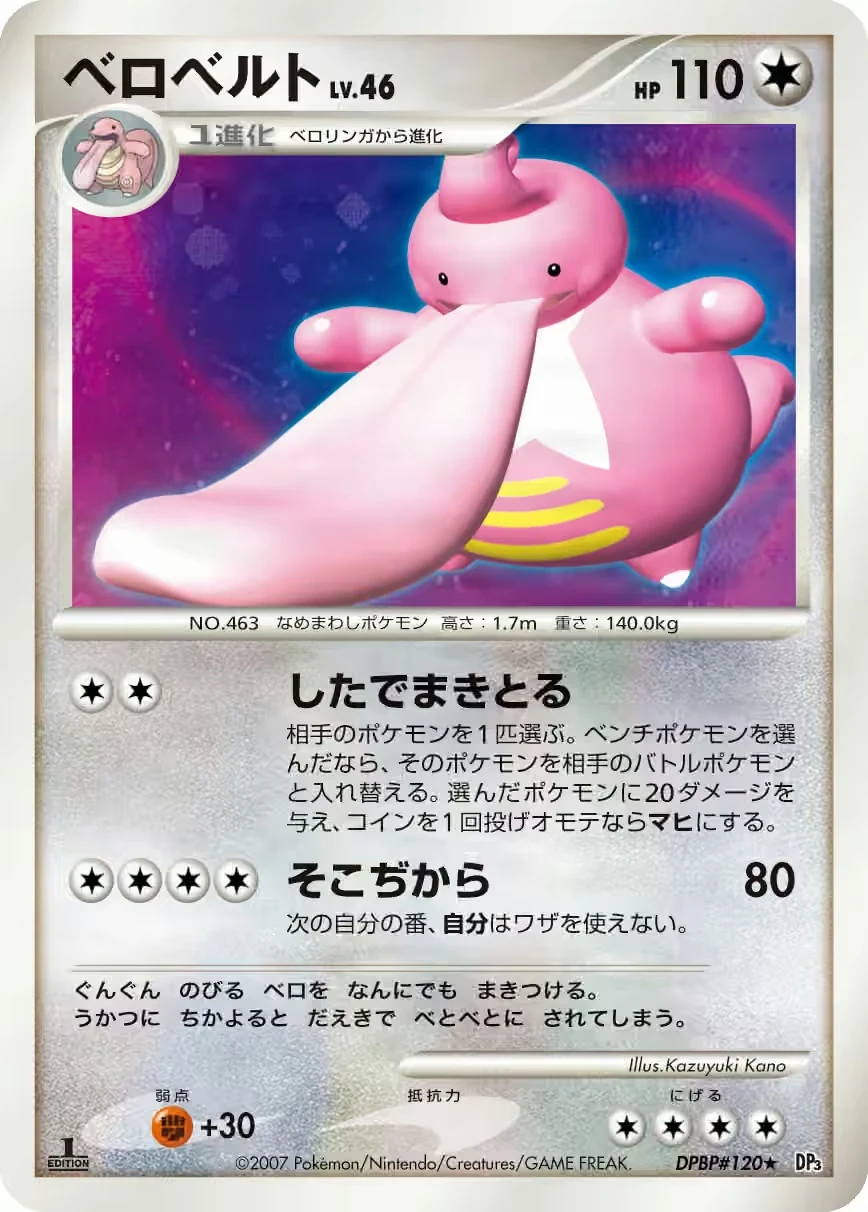 ベロベルト LV.46 HP 110
1進化 ベロリンガから進化
NO.463 なめまわしポケモン 高さ：1.7m 重さ：140.0kg
したでまきとる
相手のポケモンを1匹選ぶ。ベンチポケモンを選
んだなら、そのポケモンを相手のバトルポケモン
と入れ替える。選んだポケモンに20ダメージを
与え、コインを1回投げオモテならマヒにする。
そこぢから 80
次の自分の番、自分はワザを使えない。
ぐんぐん のびる ベロを なんにでも まきつける。
うかつに ちかよると だえきで べとべとに されてしまう。
Illus.Kazuyuki Kano
弱点 抵抗力 にげる
+30
1 EDITION
©2007 Pokémon/Nintendo/Creatures/GAME FREAK. DPBP#120★ DP3